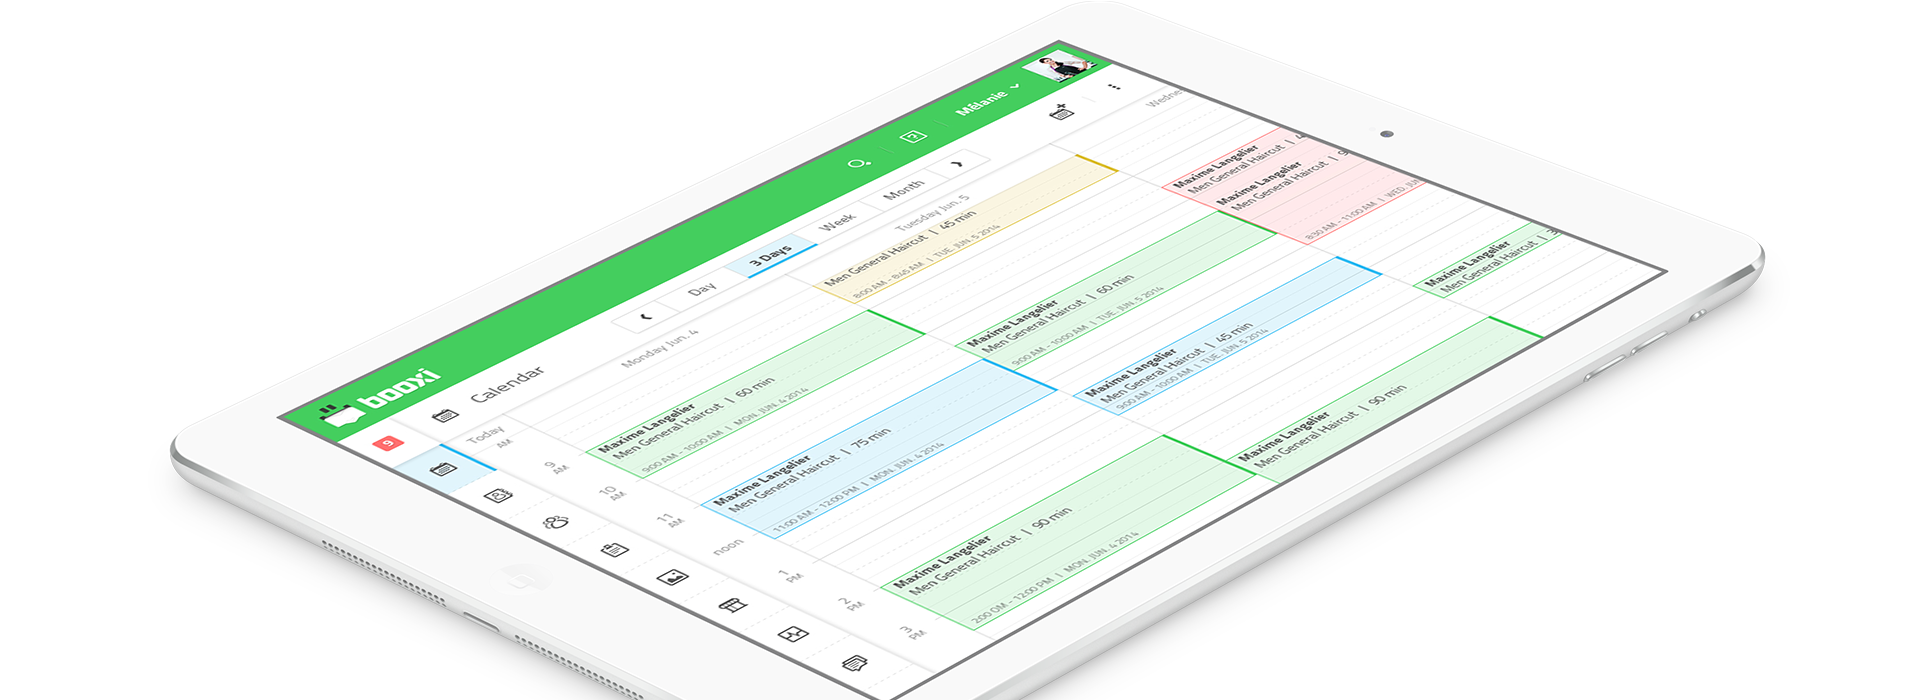 booxi
Mélanie
9
Calendar
Today
Day
3 Days
Week
Month
Monday Jun, 4
Tuesday Jun, 5
Wedne
AM
9
AM
10
AM
11
AM
noon
1
PM
2
PM
3
PM
Maxime Langelier
Men General Haircut | 60 min
9:00 AM - 10:00 AM | MON, JUN. 4 2014
Maxime Langelier
Men General Haircut | 75 min
11:00 AM - 12:00 PM | MON, JUN. 4 2014
Maxime Langelier
Men General Haircut | 90 min
2:00 OM - 12:00 PM | MON, JUN. 4 2014
Men General Haircut | 45 min
8:00 AM - 8:45 AM | TUE, JUN. 5 2014
Maxime Langelier
Men General Haircut | 60 min
9:00 AM - 10:00 AM | TUE, JUN. 5 2014
Maxime Langelier
Men General Haircut | 45 min
9:00 AM - 10:00 AM | TUE, JUN. 5 2014
Maxime Langelier
Men General Haircut | 90 min
Maxime Langelier
Men General Haircut | 4
Maxime Langelier
Men General Haircut | 9
8:30 AM - 11:00 AM | WED, JUN
Maxime Langelier
Men General Haircut | 3